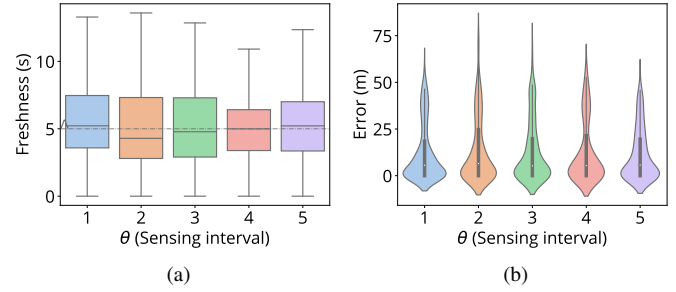 Freshness (s)
10
5
0
1 2 3 4 5
θ (Sensing interval)
(a)
Error (m)
75
50
25
0
1 2 3 4 5
θ (Sensing interval)
(b)